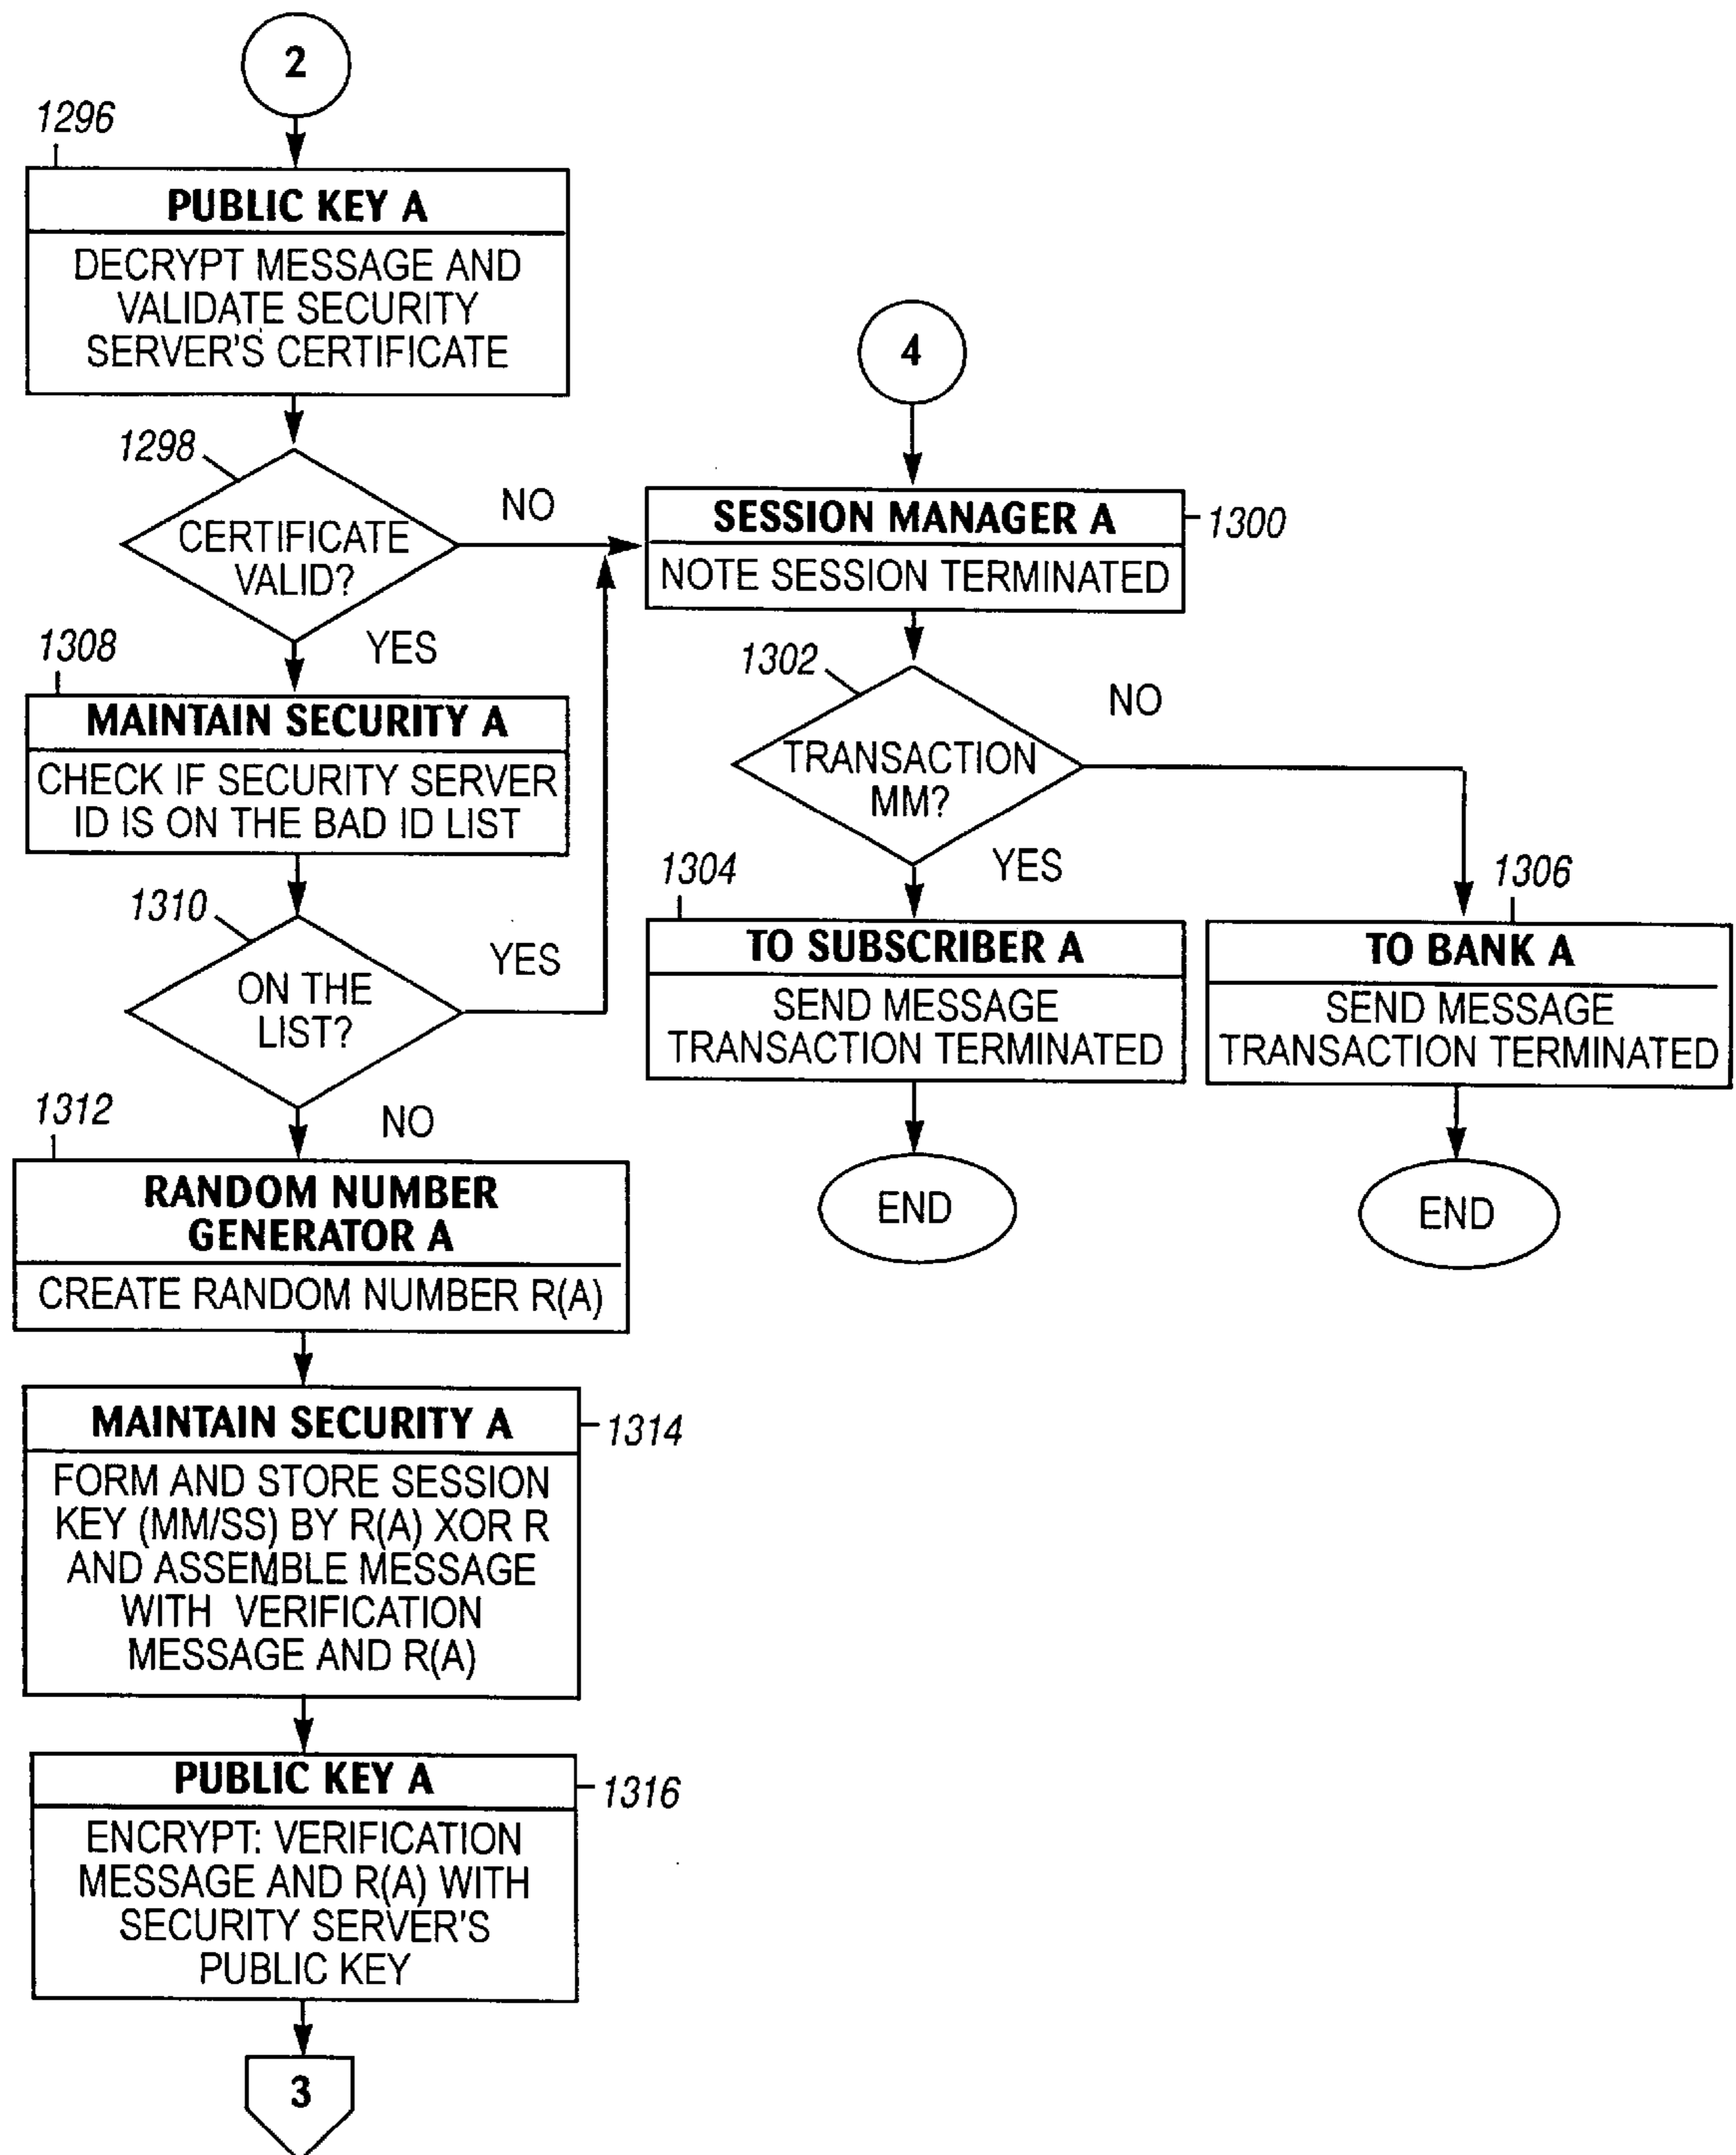 2
1296
PUBLIC KEY A
DECRYPT MESSAGE AND
VALIDATE SECURITY
SERVER'S CERTIFICATE
1298
CERTIFICATE
VALID?
NO
YES
1308
MAINTAIN SECURITY A
CHECK IF SECURITY SERVER
ID IS ON THE BAD ID LIST
1310
ON THE
LIST?
YES
NO
1312
RANDOM NUMBER
GENERATOR A
CREATE RANDOM NUMBER R(A)
MAINTAIN SECURITY A
1314
FORM AND STORE SESSION
KEY (MM/SS) BY R(A) XOR R
AND ASSEMBLE MESSAGE
WITH VERIFICATION
MESSAGE AND R(A)
PUBLIC KEY A
1316
ENCRYPT: VERIFICATION
MESSAGE AND R(A) WITH
SECURITY SERVER'S
PUBLIC KEY
3
4
SESSION MANAGER A
1300
NOTE SESSION TERMINATED
1302
TRANSACTION
MM?
NO
YES
1304
TO SUBSCRIBER A
SEND MESSAGE
TRANSACTION TERMINATED
END
1306
TO BANK A
SEND MESSAGE
TRANSACTION TERMINATED
END